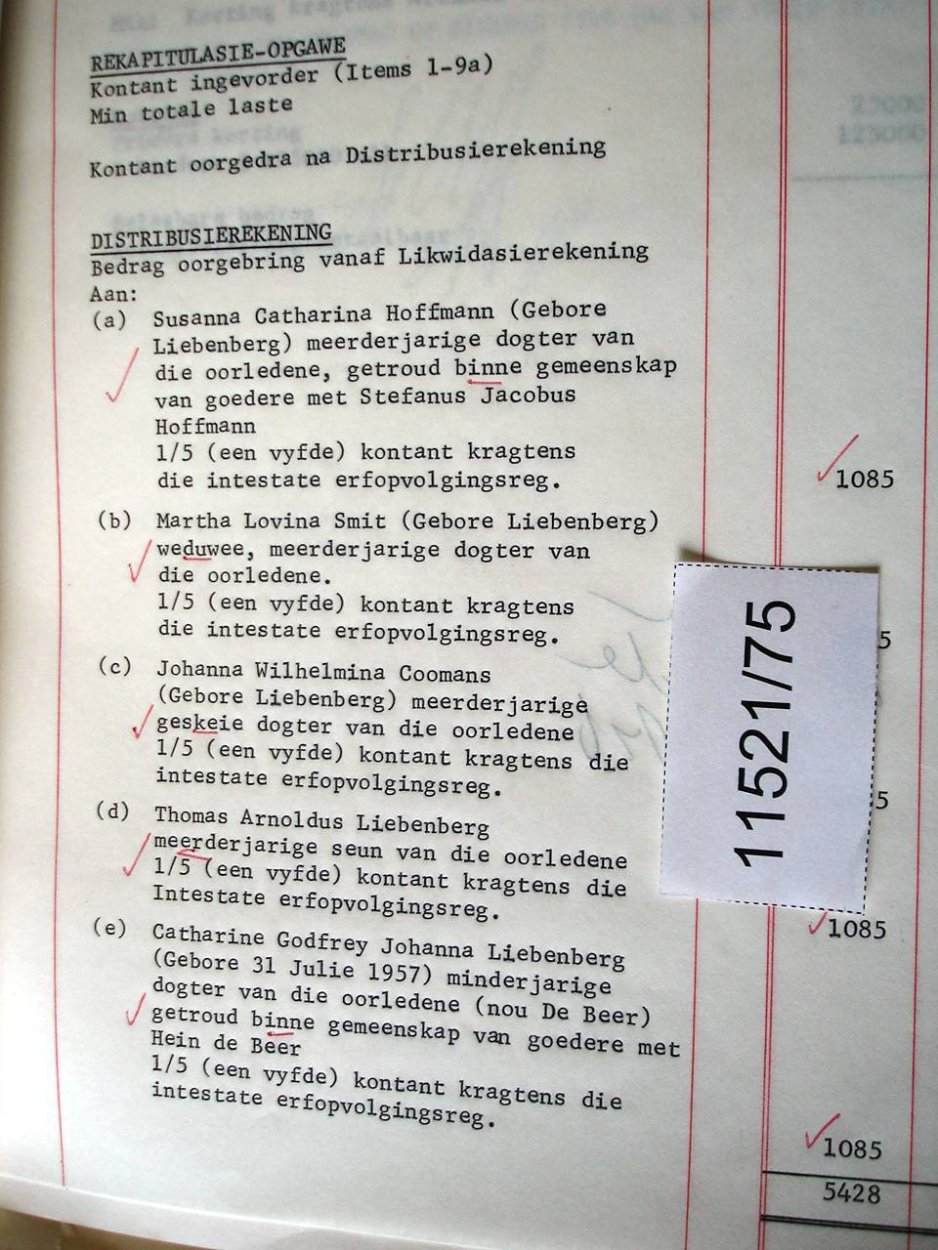 REKAPITULASIE-OPGAWE
Kontant ingevorder (Items 1-9a)
Min totale laste
Kontant oorgedra na Distribusierekening
DISTRIBUSIEREKENING
Bedrag oorgebring vanaf Likwidasierekening
Aan:
(a) Susanna Catharina Hoffmann (Gebore
Liebenberg) meerderjarige dogter van
die oorledene, getroud binne gemeenskap
van goedere met Stefanus Jacobus
Hoffmann
1/5 (een vyfde) kontant kragtens
die intestate erfopvolgingsreg. 1085
(b) Martha Lovina Smit (Gebore Liebenberg)
weduwee, meerderjarige dogter van
die oorledene.
1/5 (een vyfde) kontant kragtens
die intestate erfopvolgingsreg. 5
(c) Johanna Wilhelmina Coomans
(Gebore Liebenberg) meerderjarige
geskeie dogter van die oorledene
1/5 (een vyfde) kontant kragtens die
intestate erfopvolgingsreg. 5
11521/75
(d) Thomas Arnoldus Liebenberg
meerderjarige seun van die oorledene
1/5 (een vyfde) kontant kragtens die
Intestate erfopvolgingsreg. 1085
(e) Catharine Godfrey Johanna Liebenberg
(Gebore 31 Julie 1957) minderjarige
dogter van die oorledene (nou De Beer)
getroud binne gemeenskap van goedere met
Hein de Beer
1/5 (een vyfde) kontant kragtens die
intestate erfopvolgingsreg. 1085
5428